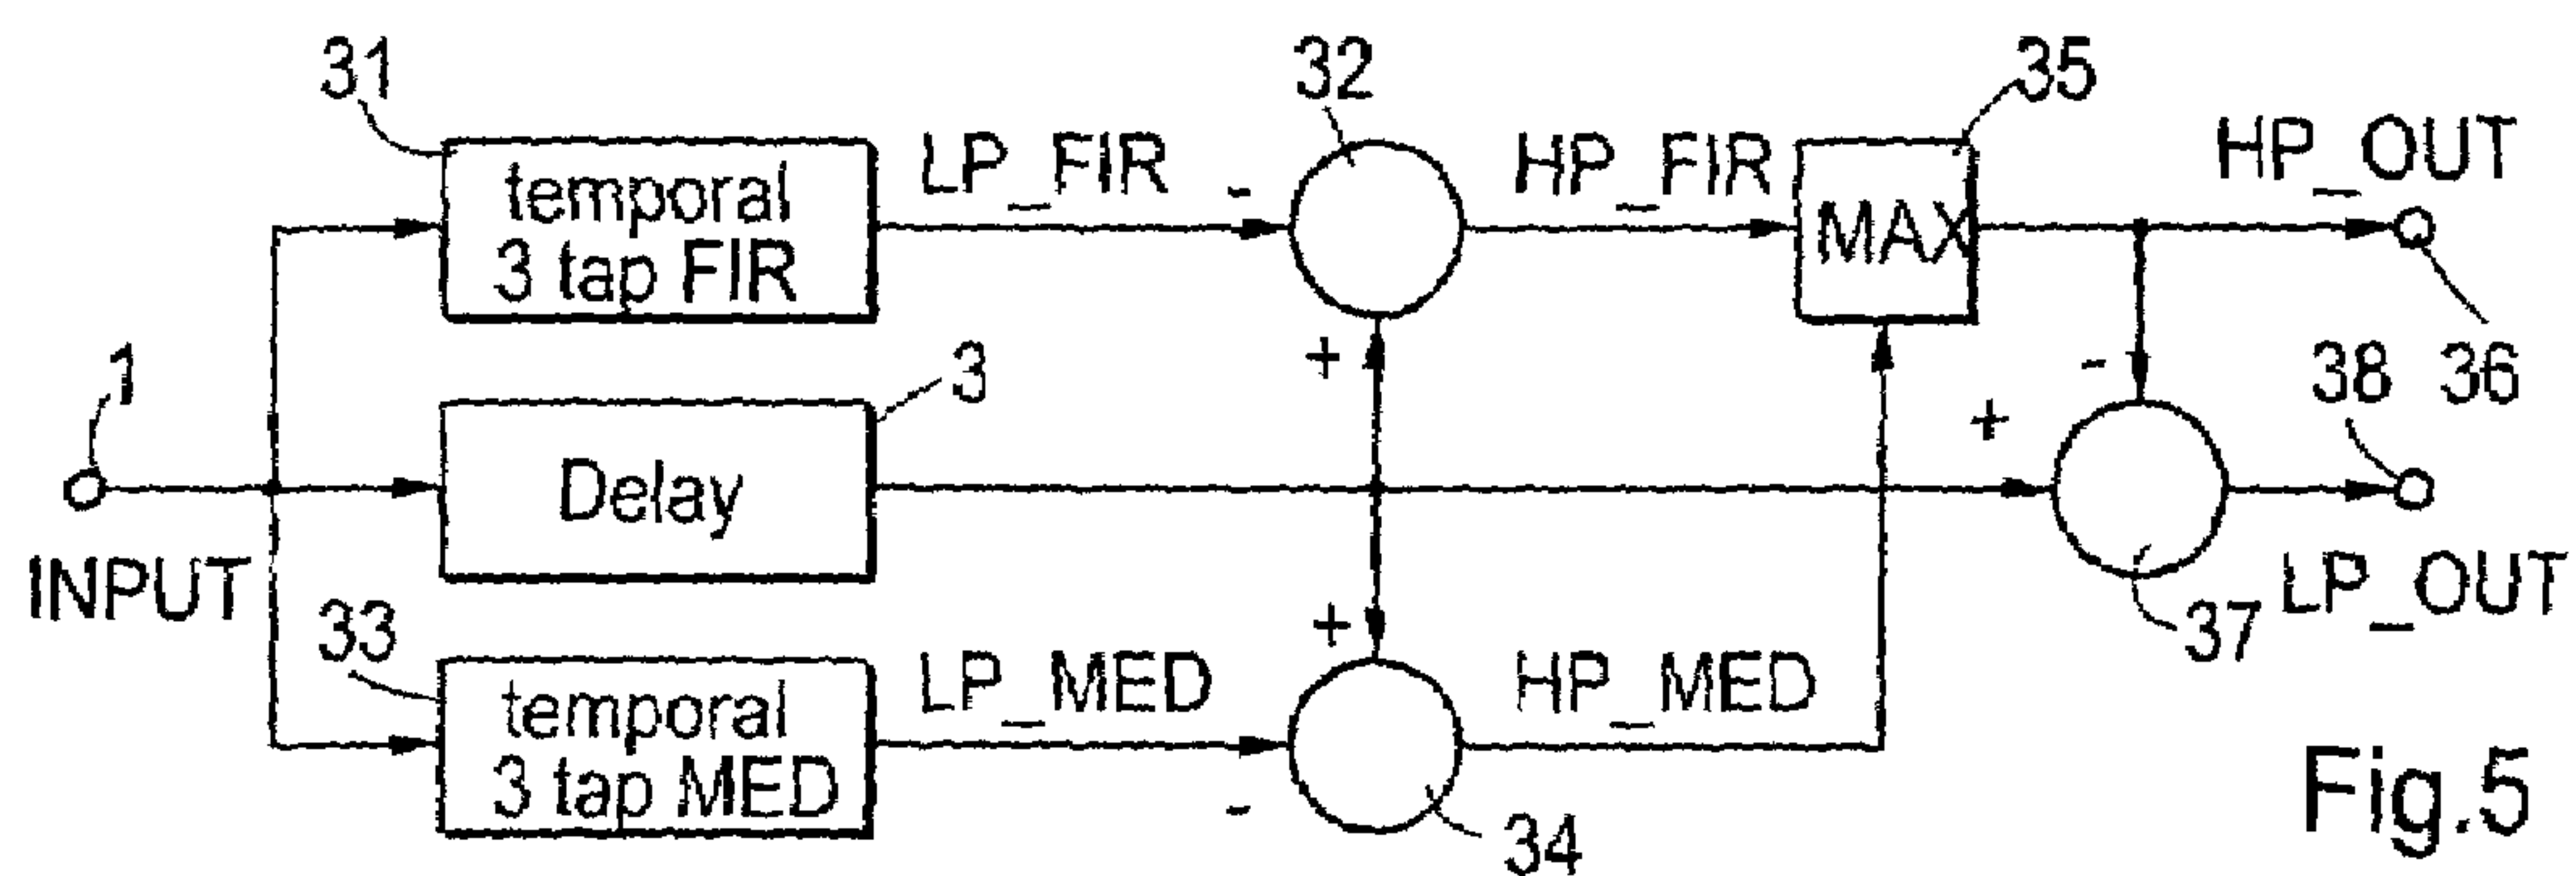 31
32
35
temporal
3 tap FIR
LP_FIR
-
HP_FIR
MAX
HP_OUT
1
3
+
-
38
36
INPUT
Delay
+
33
temporal
3 tap MED
LP_MED
+
-
HP_MED
34
37
LP_OUT
Fig.5